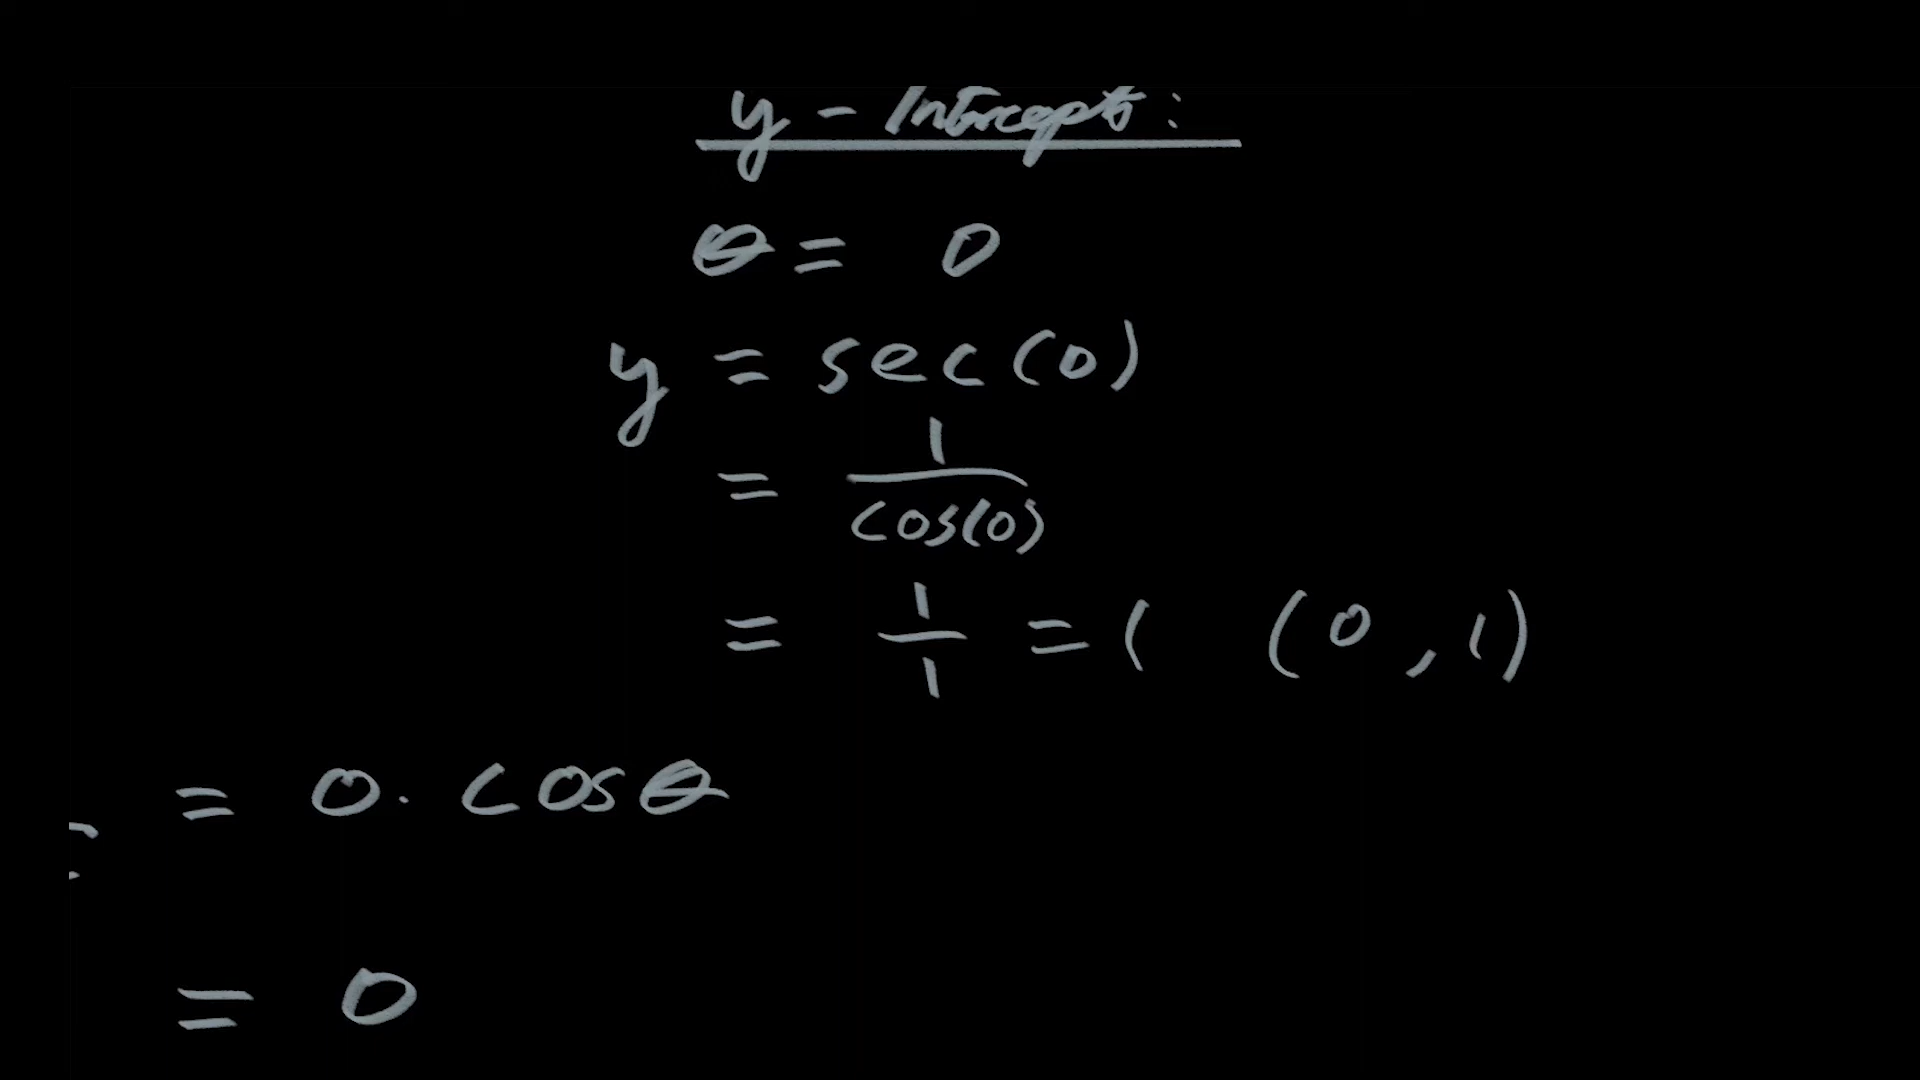 y - Intercepts:
θ = 0
y = sec(0)
= 1/cos(0)
= 1/1 = 1 (0, 1)
= 0 · cosθ
= 0